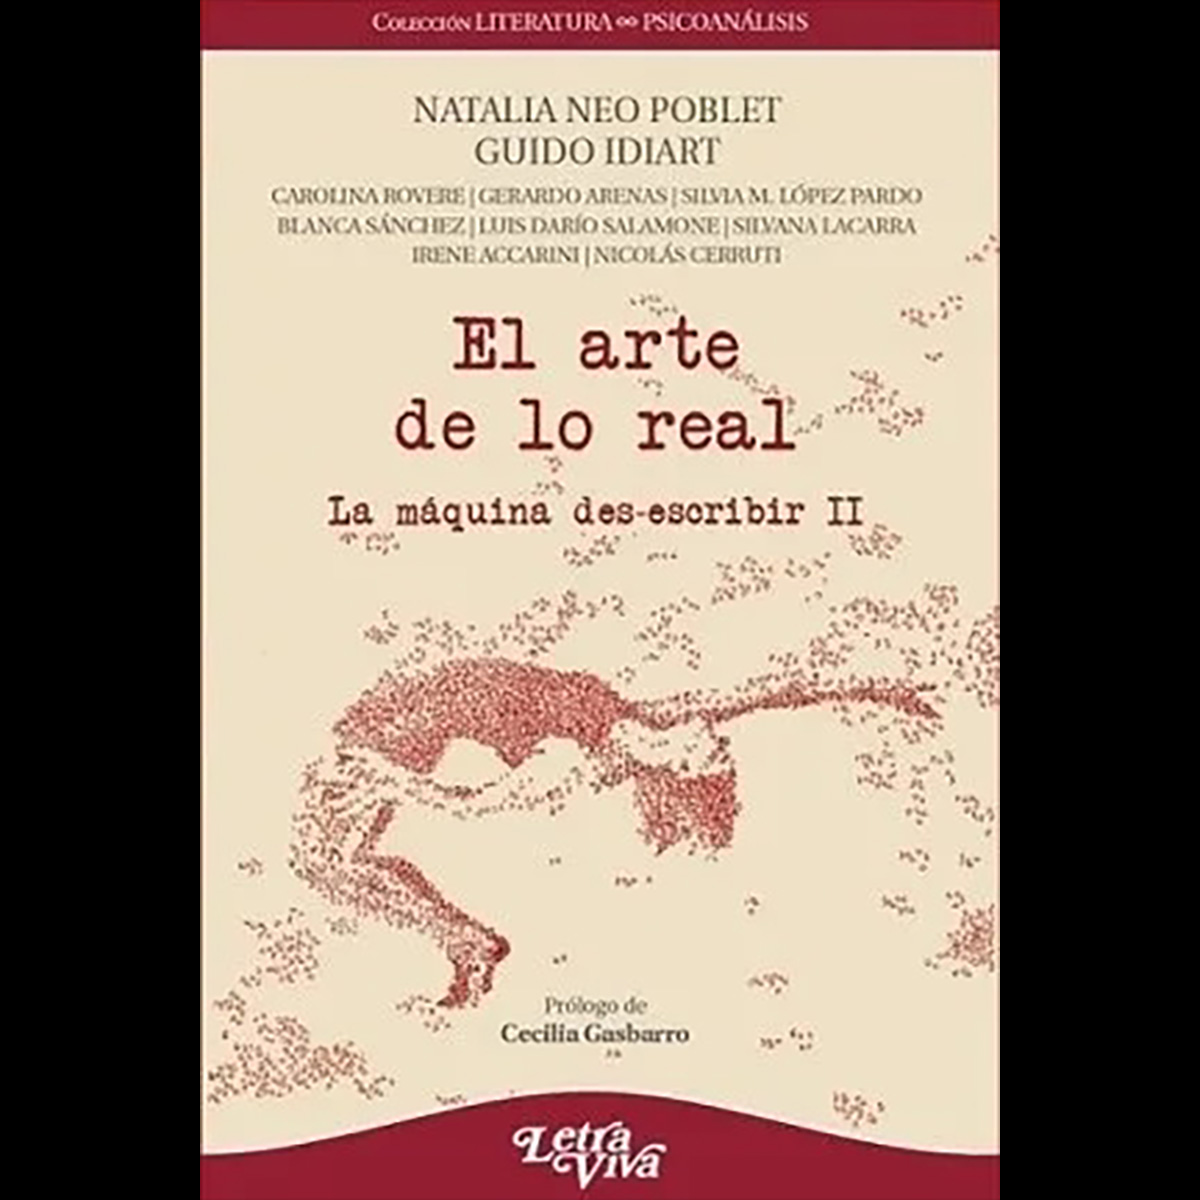 COLECCIÓN LITERATURA ∞ PSICOANÁLISIS
NATALIA NEO POBLET
GUIDO IDIART
CAROLINA ROVERE | GERARDO ARENAS | SILVIA M. LÓPEZ PARDO
BLANCA SÁNCHEZ | LUIS DARÍO SALAMONE | SILVANA LACARRA
IRENE ACCARINI | NICOLÁS CERRUTI
El arte
de lo real
La máquina des-escribir II
Prólogo de
Cecilia Gasbarro
Letra
Viva